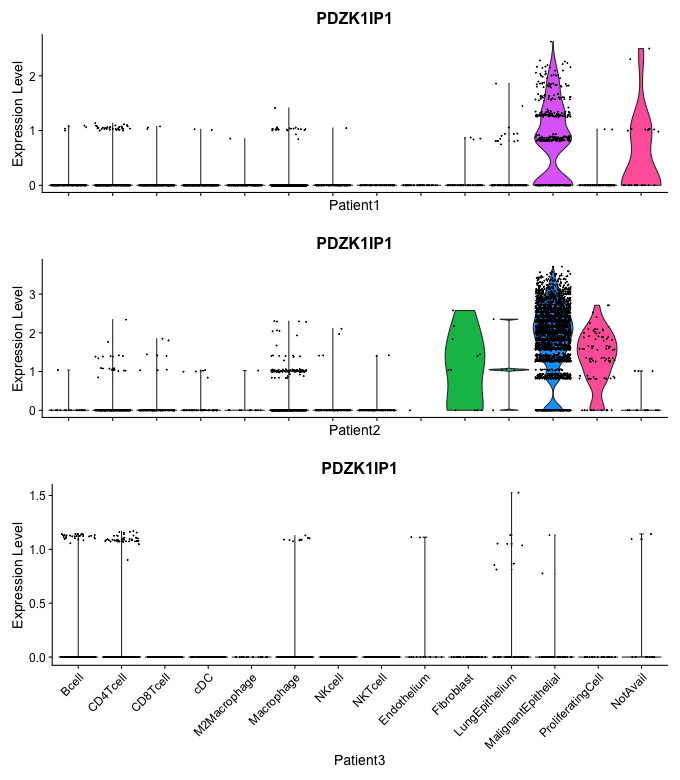 PDZK1IP1
Expression Level
2
1
0
Patient1
PDZK1IP1
Expression Level
3
2
1
0
Patient2
PDZK1IP1
Expression Level
1.5
1.0
0.5
0.0
Bcell
CD4Tcell
CD8Tcell
cDC
M2Macrophage
Macrophage
NKcell
NKTcell
Endothelium
Fibroblast
LungEpithelium
MalignantEpithelial
ProliferatingCell
NotAvail
Patient3